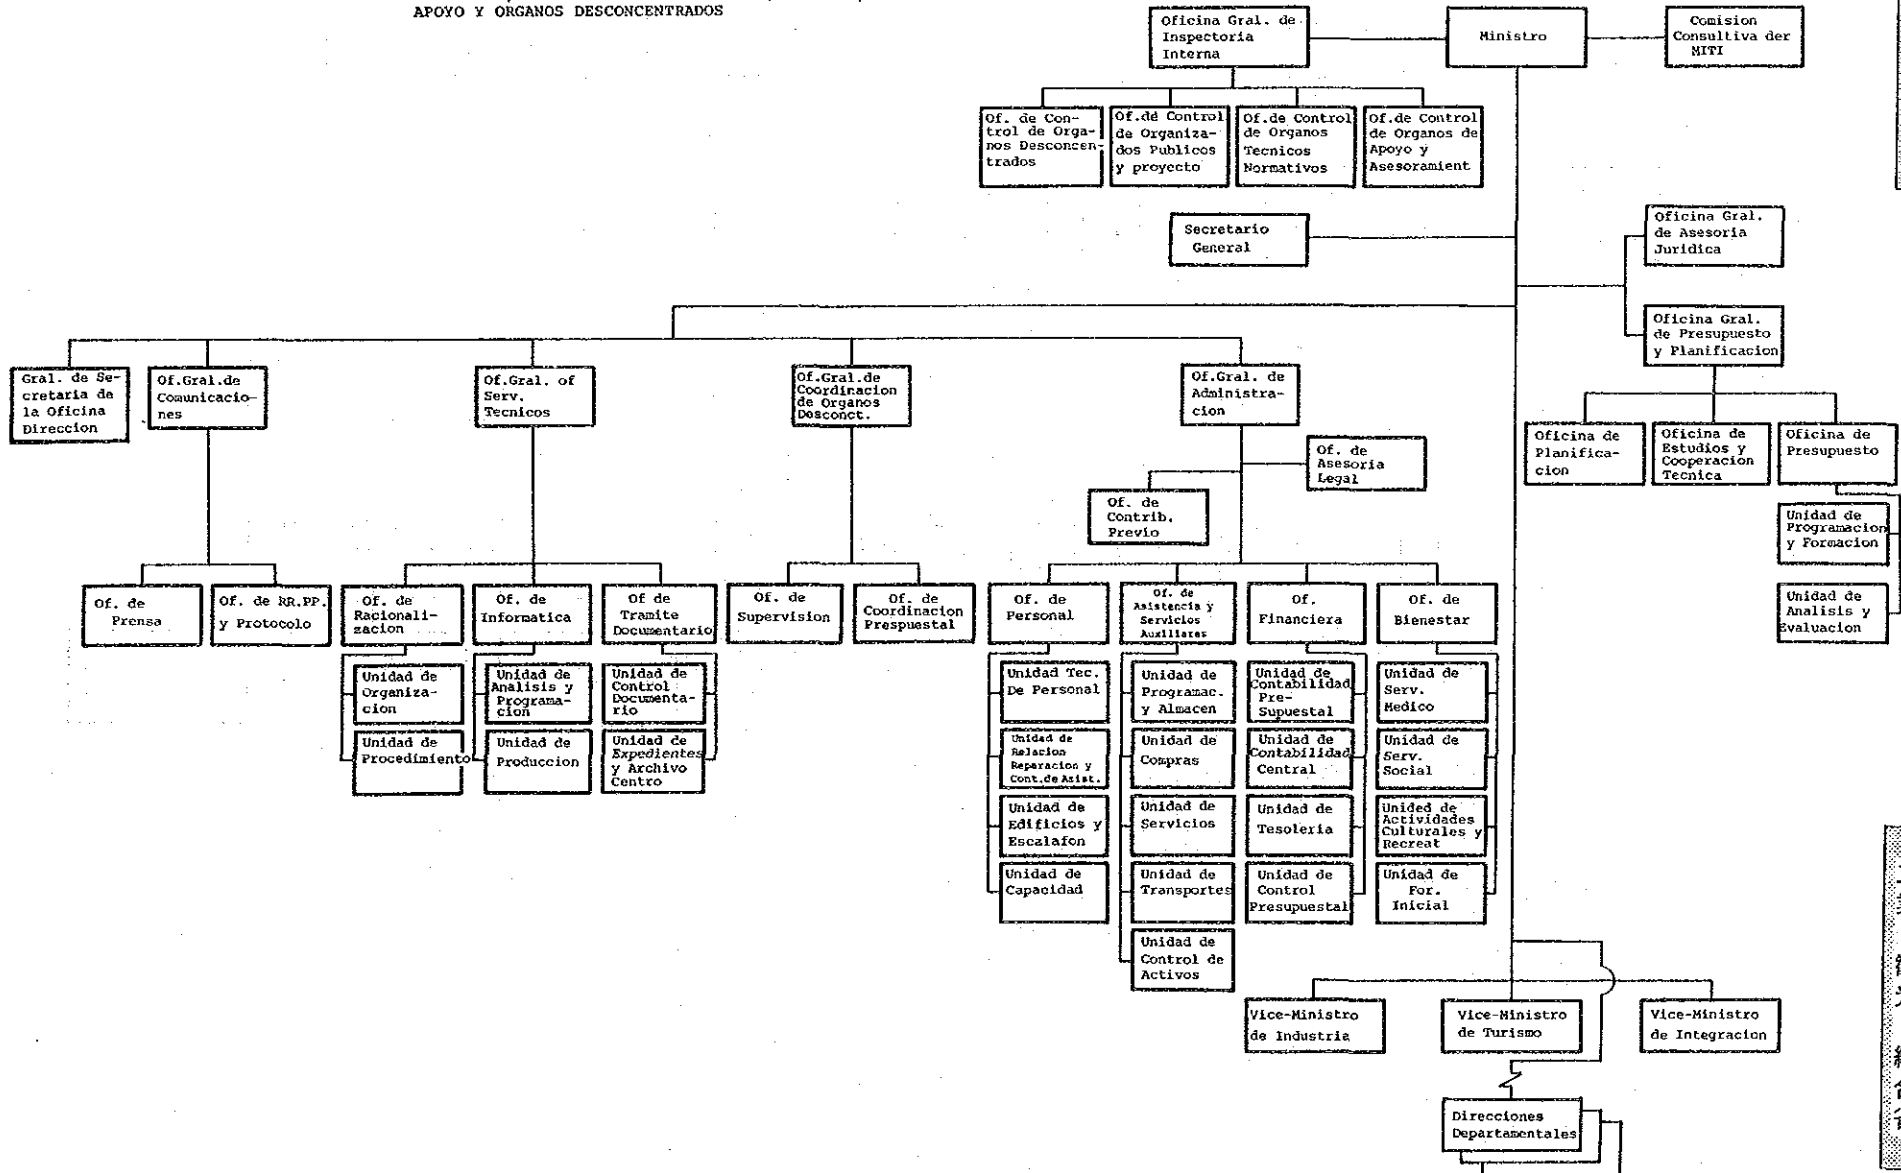 APOYO Y ORGANOS DESCONCENTRADOS
Oficina Gral. de
Inspectoria
Interna
Ministro
Comision
Consultiva der
MITI
Of. de Con-
trol de Orga-
nos Desconcen-
trados
Of.de Control
de Organiza-
dos Publicos
y proyecto
Of.de Control
de Organos
Tecnicos
Normativos
Of.de Control
de Organos de
Apoyo y
Asesoramient
Secretario
General
Oficina Gral.
de Asesoria
Juridica
Oficina Gral.
de Presupuesto
y Planificacion
Gral. de Se-
cretaria de
la Oficina
Direccion
Of.Gral.de
Comunicacio-
nes
Of.Gral. of
Serv.
Tecnicos
Of.Gral.de
Coordinacion
de Organos
Desconct.
Of.Gral. de
Administra-
cion
Oficina de
Planifica-
cion
Oficina de
Estudios y
Cooperacion
Tecnica
Oficina de
Presupuesto
Of. de
Asesoria
Legal
Of. de
Contrib.
Previo
Unidad de
Programacion
y Formacion
Unidad de
Analisis y
Evaluacion
Of. de
Prensa
Of. de RR.PP.
y Protocolo
Of. de
Racionali-
zacion
Of. de
Informatica
Of. de
Tramite
Documentario
Of. de
Supervision
Of. de
Coordinacion
Prespuestal
Of. de
Personal
Of. de
Asistencia y
Servicios
Auxiliares
Of.
Financiera
Of. de
Bienestar
Unidad de
Organiza-
cion
Unidad de
Analisis y
Programa-
cion
Unidad de
Control
Documenta-
rio
Unidad Tec.
De Personal
Unidad de
Programac.
y Almacen
Unidad de
Contabilidad
Pre-
Supuestal
Unidad de
Serv.
Medico
Unidad de
Procedimiento
Unidad de
Produccion
Unidad de
Expedientes
y Archivo
Centro
Unidad de
Relacion
Reparacion y
Cont.de Asist.
Unidad de
Compras
Unidad de
Contabilidad
Central
Unidad de
Serv.
Social
Unidad de
Edificios y
Escalafon
Unidad de
Servicios
Unidad de
Tesoleria
Unided de
Actividades
Culturales y
Recreat
Unidad de
Capacidad
Unidad de
Transportes
Unidad de
Control
Presupuestal
Unidad de
For.
Inicial
Unidad de
Control de
Activos
Vice-Ministro
de Industria
Vice-Ministro
de Turismo
Vice-Ministro
de Integracion
Direcciones
Departamentales